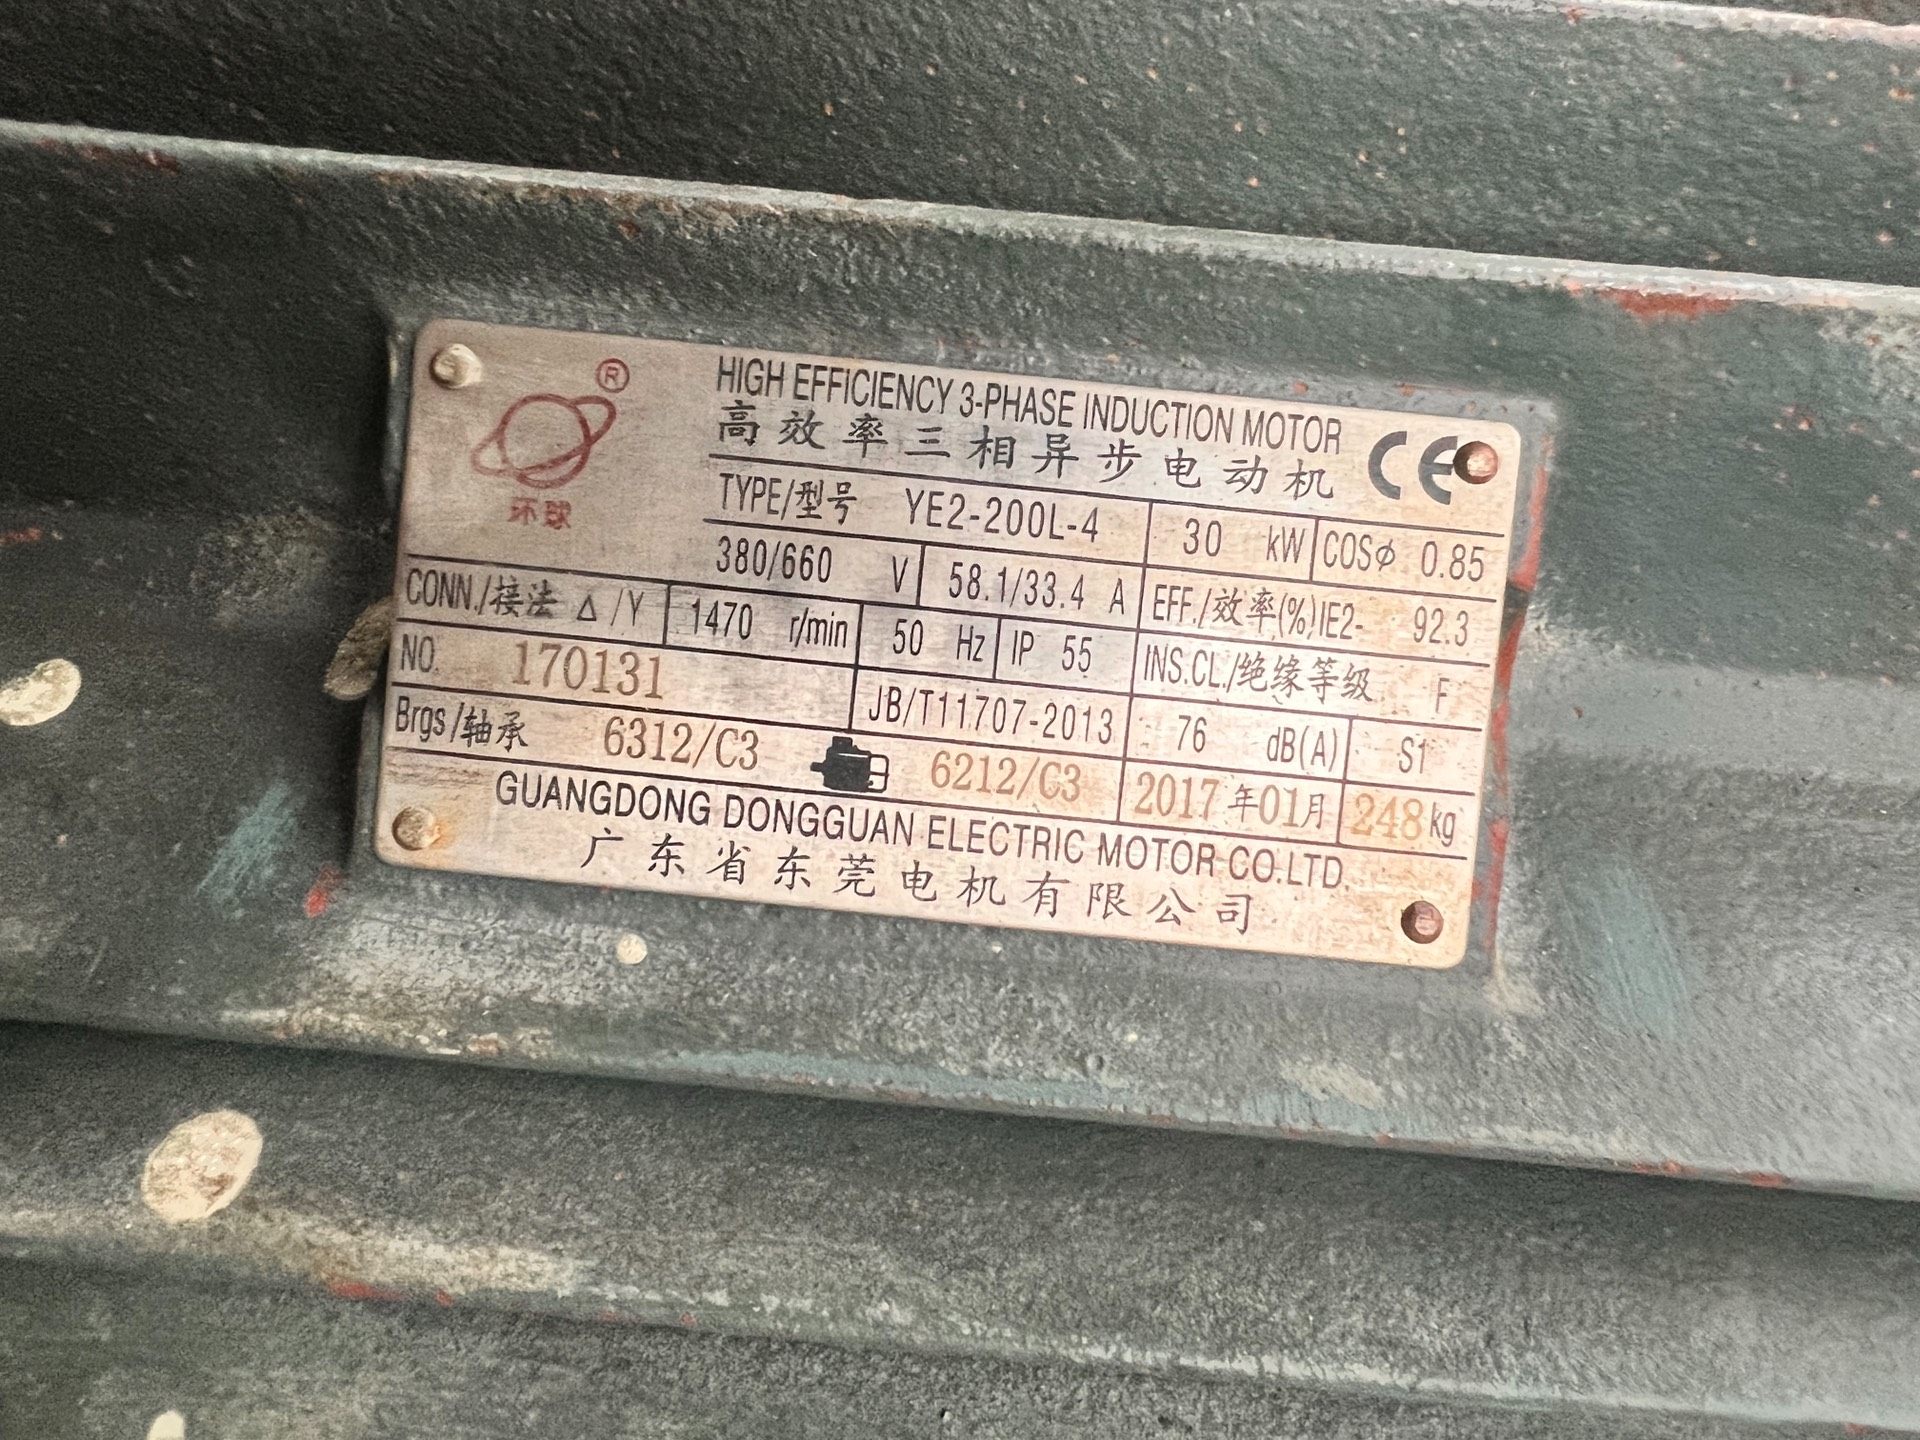 HIGH EFFICIENCY 3-PHASE INDUCTION MOTOR
高效率三相异步电动机
®
环球
CE
TYPE/型号 YE2-200L-4 30 kW COSφ 0.85
380/660 V 58.1/33.4 A EFF./效率(%)IE2- 92.3
CONN./接法 Δ/Y 1470 r/min 50 Hz IP 55 INS.CL./绝缘等级 F
NO. 170131 JB/T11707-2013 76 dB(A) S1
Brgs/轴承 6312/C3 6212/C3 2017年01月 248kg
GUANGDONG DONGGUAN ELECTRIC MOTOR CO.LTD.
广东省东莞电机有限公司